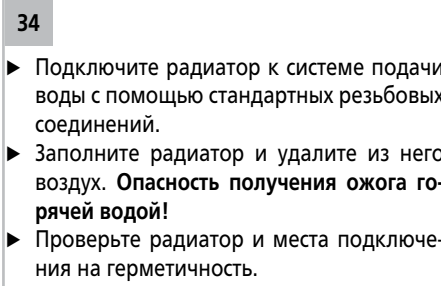 34
▶ Подключите радиатор к системе подачи
воды с помощью стандартных резьбовых
соединений.
▶ Заполните радиатор и удалите из него
воздух. Опасность получения ожога го-
рячей водой!
▶ Проверьте радиатор и места подключе-
ния на герметичность.